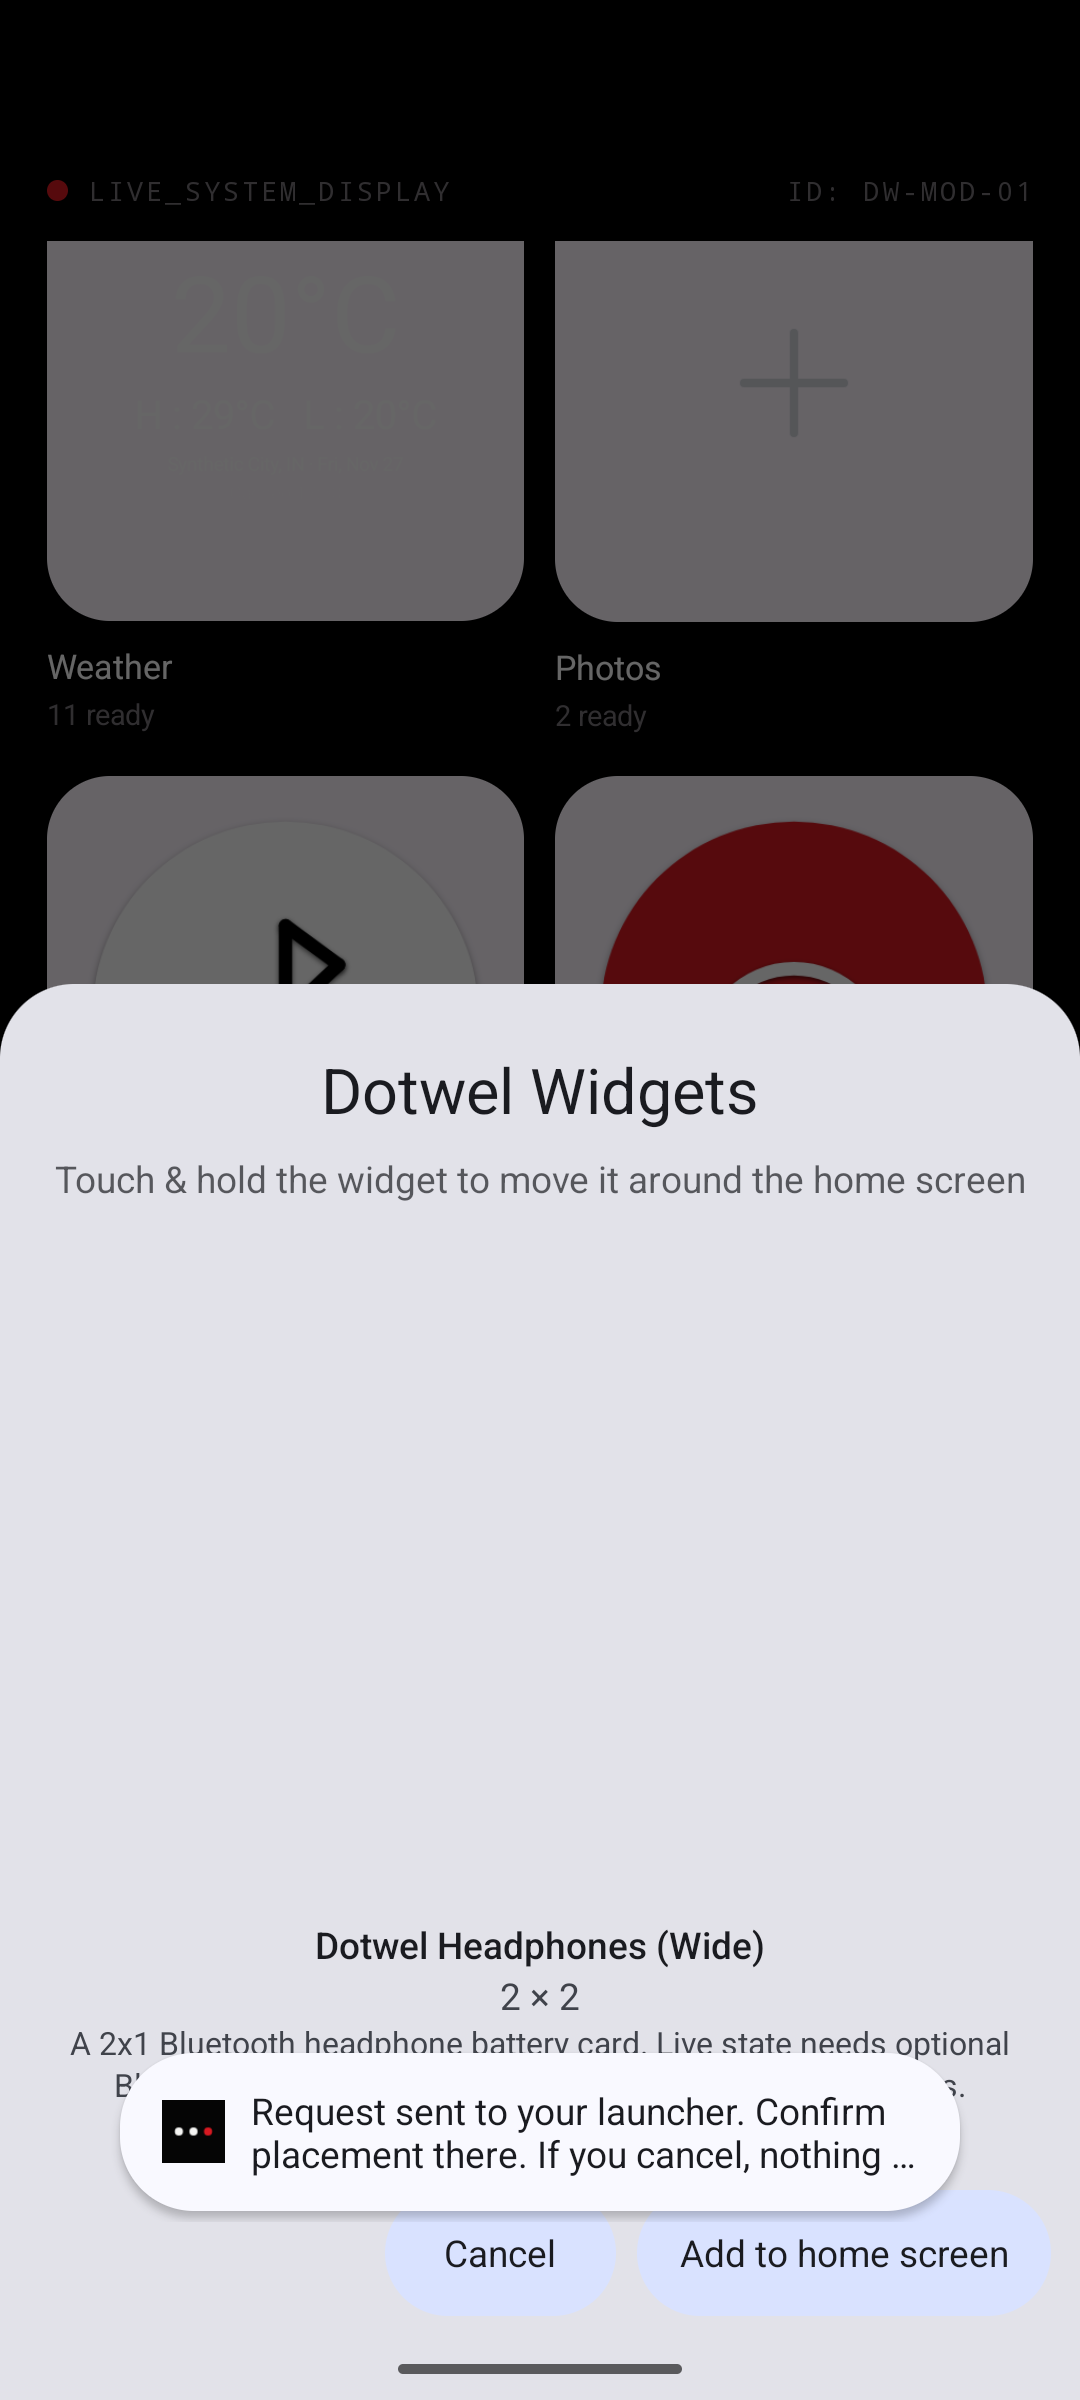 LIVE_SYSTEM_DISPLAY
ID: DW-MOD-01
20°C
H : 29°C L : 20°C
Weather
11 ready
Photos
2 ready
Dotwel Widgets
Touch & hold the widget to move it around the home screen
Dotwel Headphones (Wide)
2 × 2
A 2x1 Bluetooth headphone battery card. Live state needs optional
Request sent to your launcher. Confirm
placement there. If you cancel, nothing ...
Cancel
Add to home screen